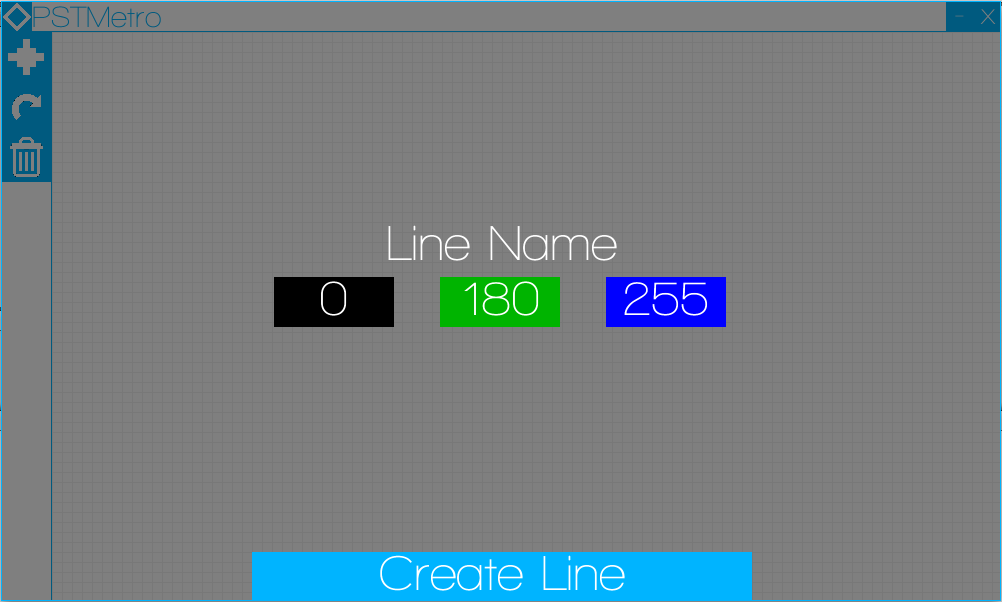 PSTMetro
- X
Line Name
0 180 255
Create Line